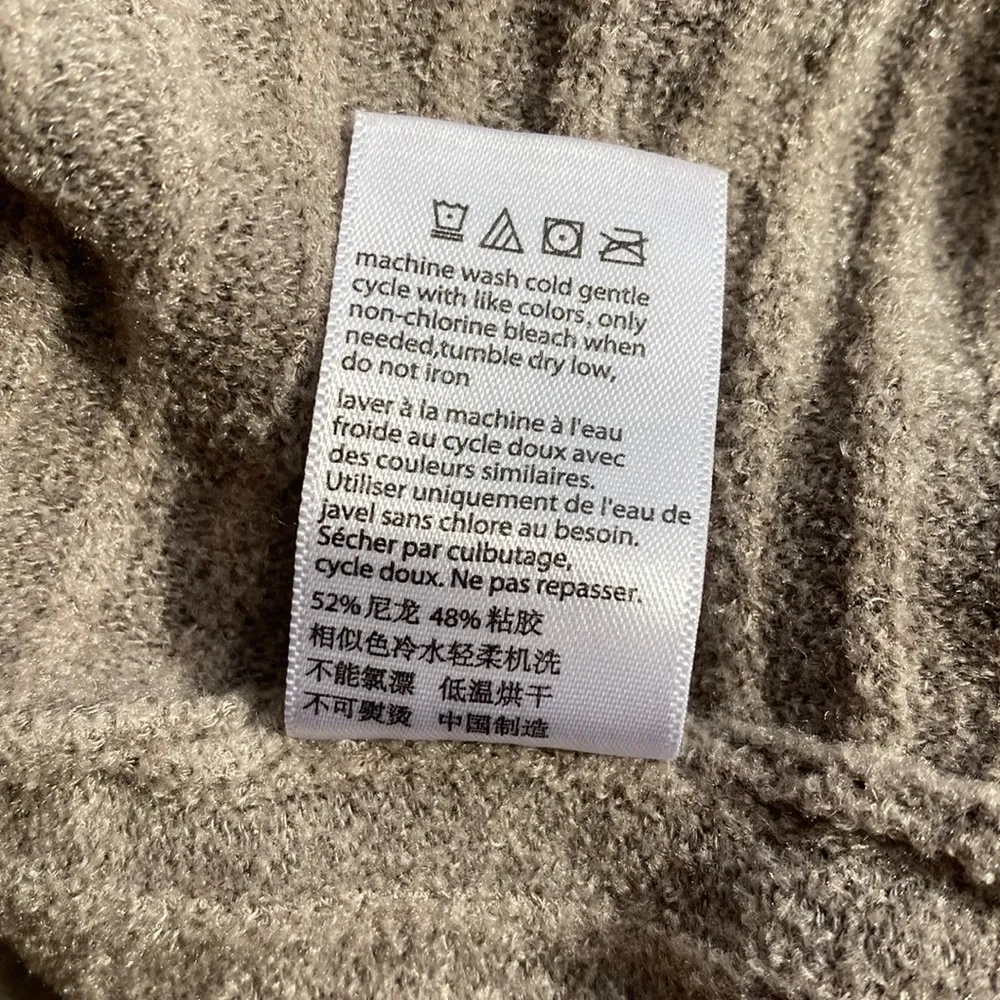 machine wash cold gentle
cycle with like colors, only
non-chlorine bleach when
needed,tumble dry low,
do not iron
laver à la machine à l'eau
froide au cycle doux avec
des couleurs similaires.
Utiliser uniquement de l'eau de
javel sans chlore au besoin.
Sécher par culbutage,
cycle doux. Ne pas repasser.
52%尼龙 48%粘胶
相似色冷水轻柔机洗
不能氯漂 低温烘干
不可熨烫 中国制造